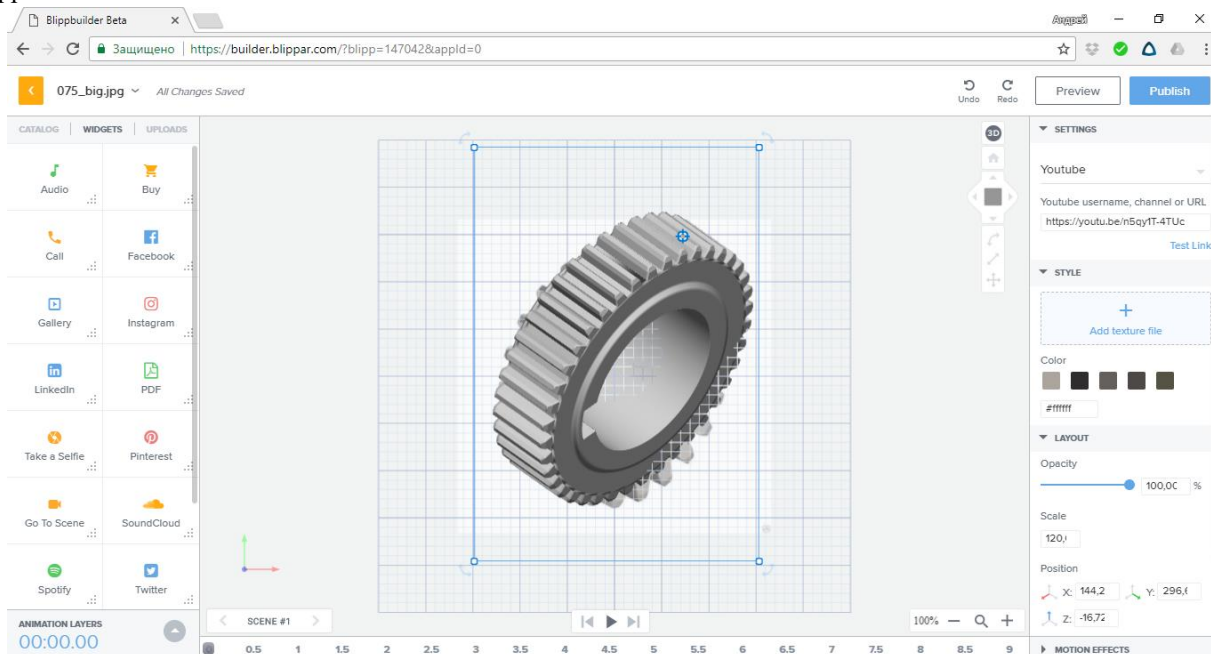 Blippbuilder Beta
Андрей
Защищено https://builder.blippar.com/?blipp=147042&appId=0
075_big.jpg All Changes Saved
Undo Redo Preview Publish
CATALOG WIDGETS UPLOADS
Audio Buy
Call Facebook
Gallery Instagram
LinkedIn PDF
Take a Selfie Pinterest
Go To Scene SoundCloud
Spotify Twitter
ANIMATION LAYERS
00:00.00
3D
SCENE #1
100%
0.5 1 1.5 2 2.5 3 3.5 4 4.5 5 5.5 6 6.5 7 7.5 8 8.5 9
SETTINGS
Youtube
Youtube username, channel or URL
https://youtu.be/n5qy1T-4TUc
Test Link
STYLE
+
Add texture file
Color
#ffffff
LAYOUT
Opacity
100,00 %
Scale
120,
Position
X: 144,2 Y: 296,6
Z: -16,72
MOTION EFFECTS